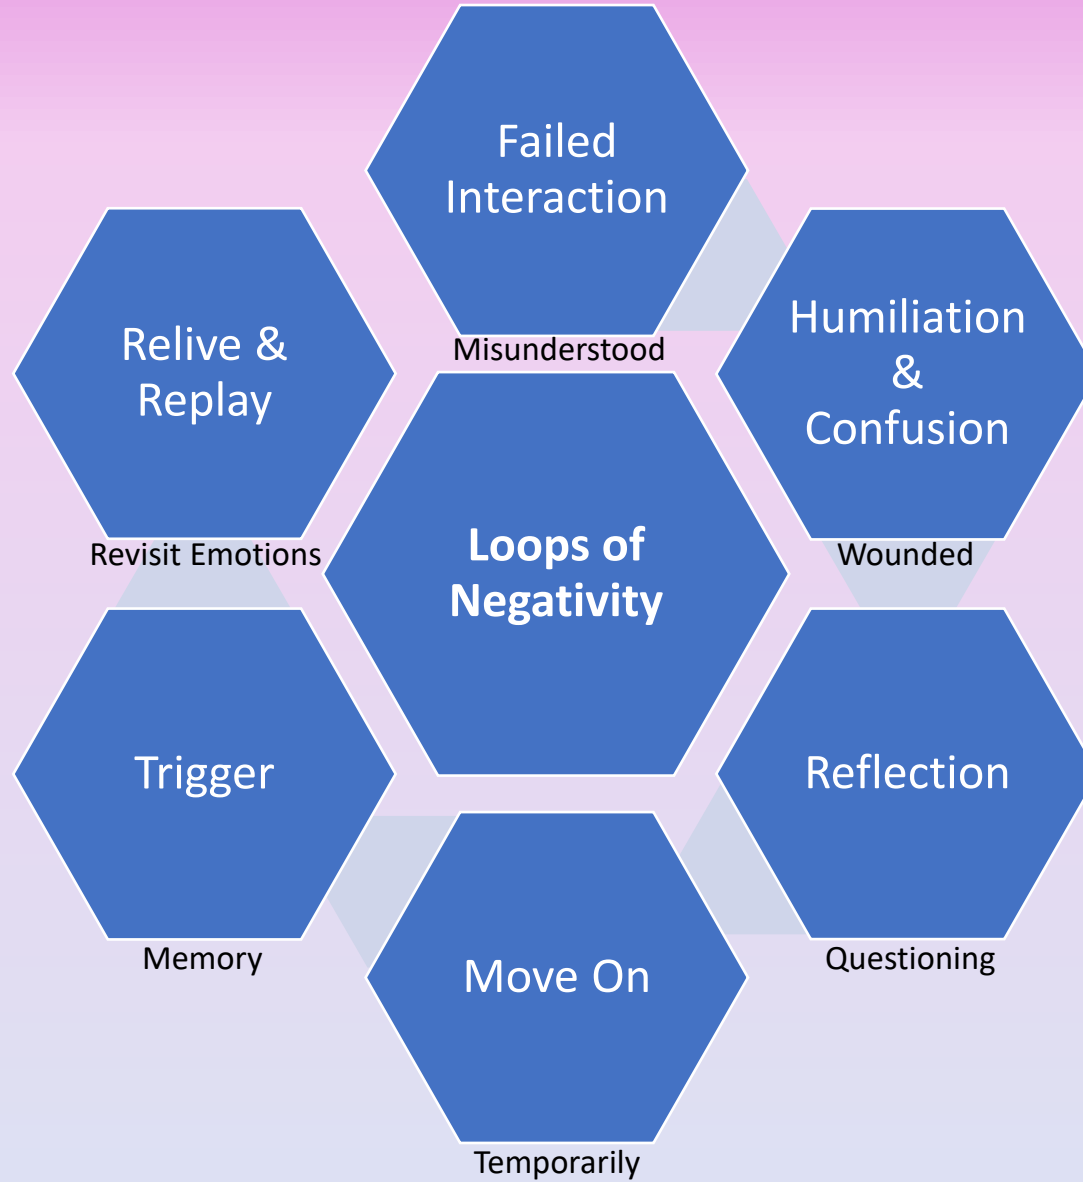 Failed
Interaction
Misunderstood
Humiliation
&
Confusion
Wounded
Reflection
Questioning
Move On
Temporarily
Trigger
Memory
Relive &
Replay
Revisit Emotions
Loops of
Negativity